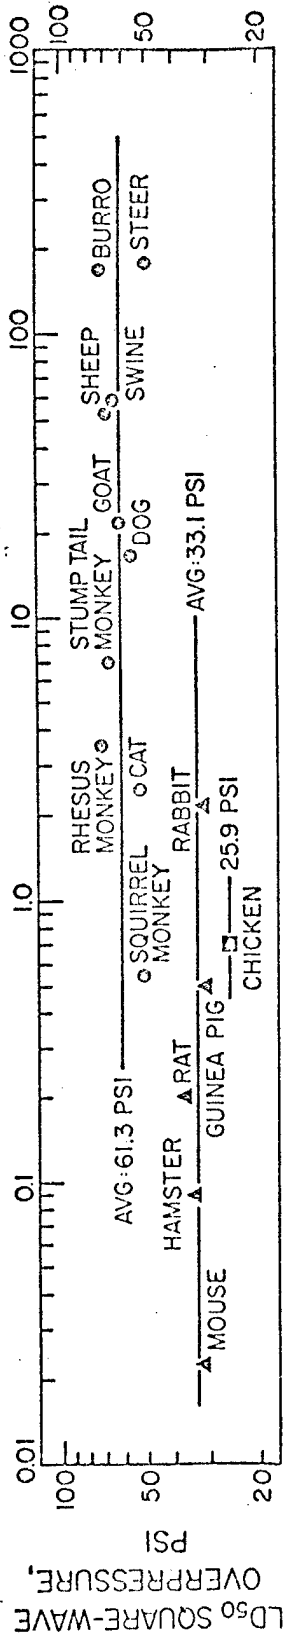 0.01 0.1 1.0 10 100 1000
LD50 SQUARE-WAVE
OVERPRESSURE,
PSI
100
50
20
100
50
20
AVG:61.3 PSI
SQUIRREL
MONKEY
CAT
RHESUS
MONKEY
STUMP TAIL
MONKEY
DOG
GOAT
SHEEP
SWINE
BURRO
STEER
MOUSE
HAMSTER
RAT
GUINEA PIG
RABBIT
AVG:33.1 PSI
CHICKEN
25.9 PSI